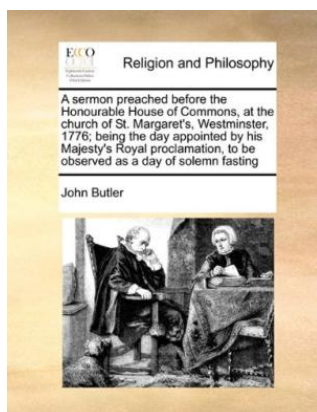 ECCO
Religion and Philosophy
A sermon preached before the
Honourable House of Commons, at the
church of St. Margaret's, Westminster,
1776; being the day appointed by his
Majesty's Royal proclamation, to be
observed as a day of solemn fasting
John Butler